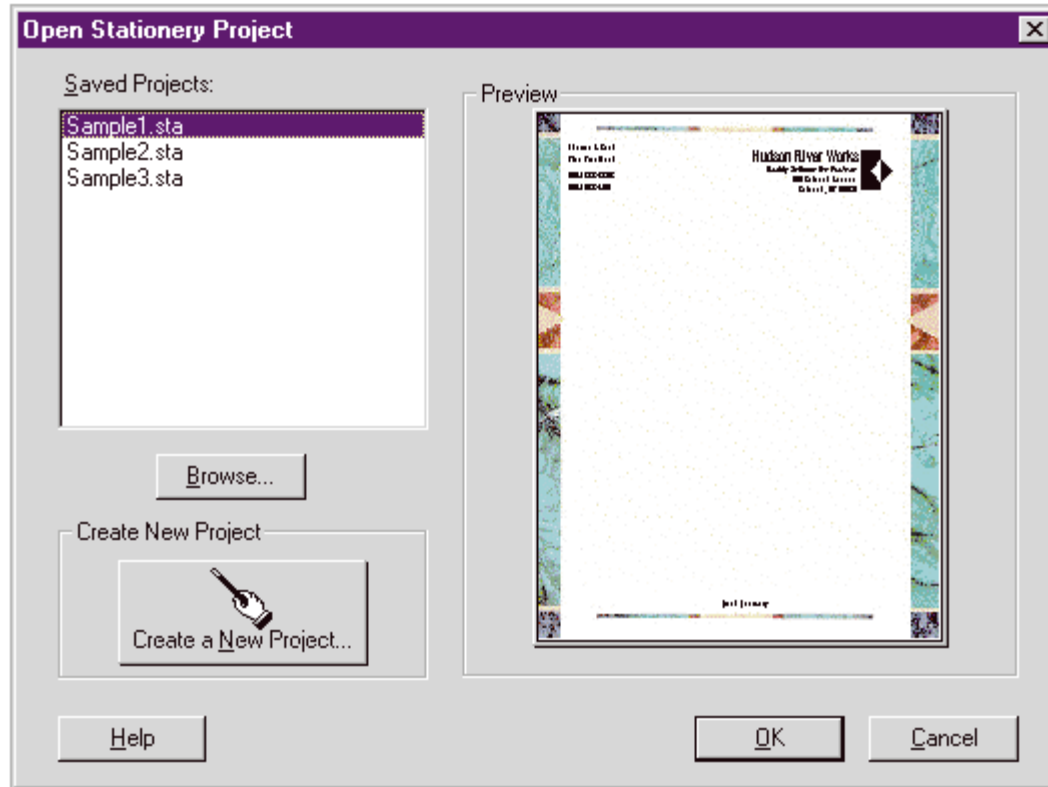 Open Stationery Project
Saved Projects:
Sample1.sta
Sample2.sta
Sample3.sta
Browse...
Create New Project
Create a New Project...
Help
Preview
Hudson River Works
OK
Cancel